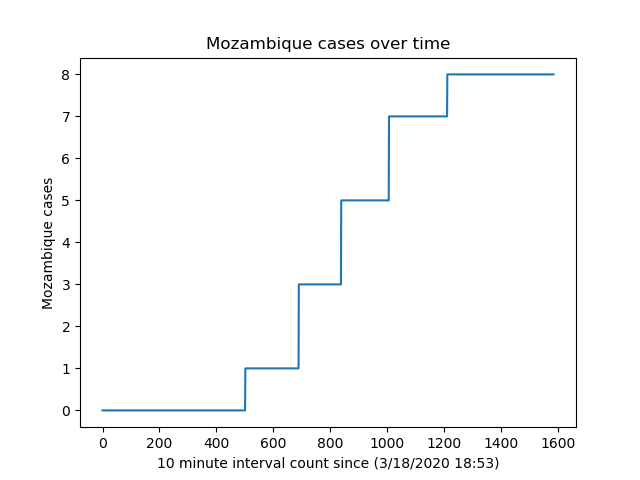 Mozambique cases over time
8
7
6
5
4
3
2
1
0
Mozambique cases
0 200 400 600 800 1000 1200 1400 1600
10 minute interval count since (3/18/2020 18:53)